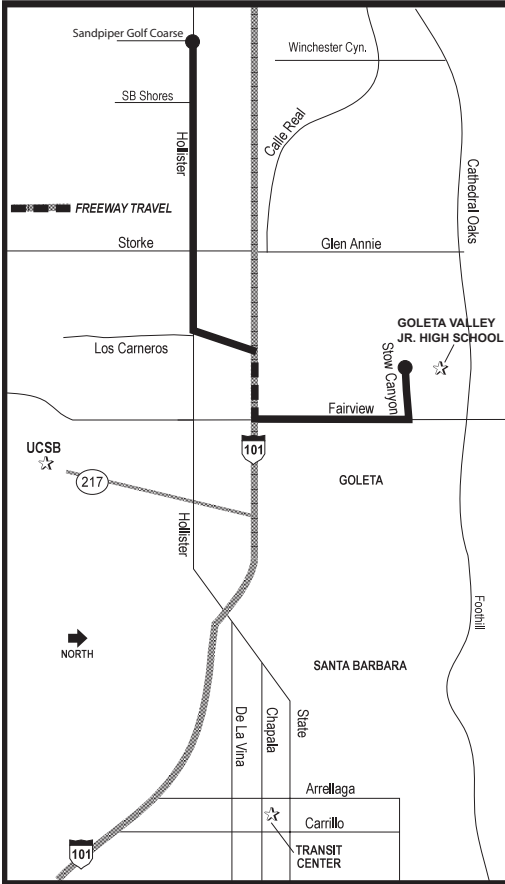 Sandpiper Golf Coarse
Winchester Cyn.
SB Shores
Calle Real
Hollister
Cathedral Oaks
FREEWAY TRAVEL
Storke
Glen Annie
GOLETA VALLEY
JR. HIGH SCHOOL
Los Carneros
Stow Canyon
Fairview
UCSB
101
217
GOLETA
Hollister
Foothill
NORTH
SANTA BARBARA
De La Vina
Chapala
State
Arrellaga
Carrillo
101
TRANSIT
CENTER